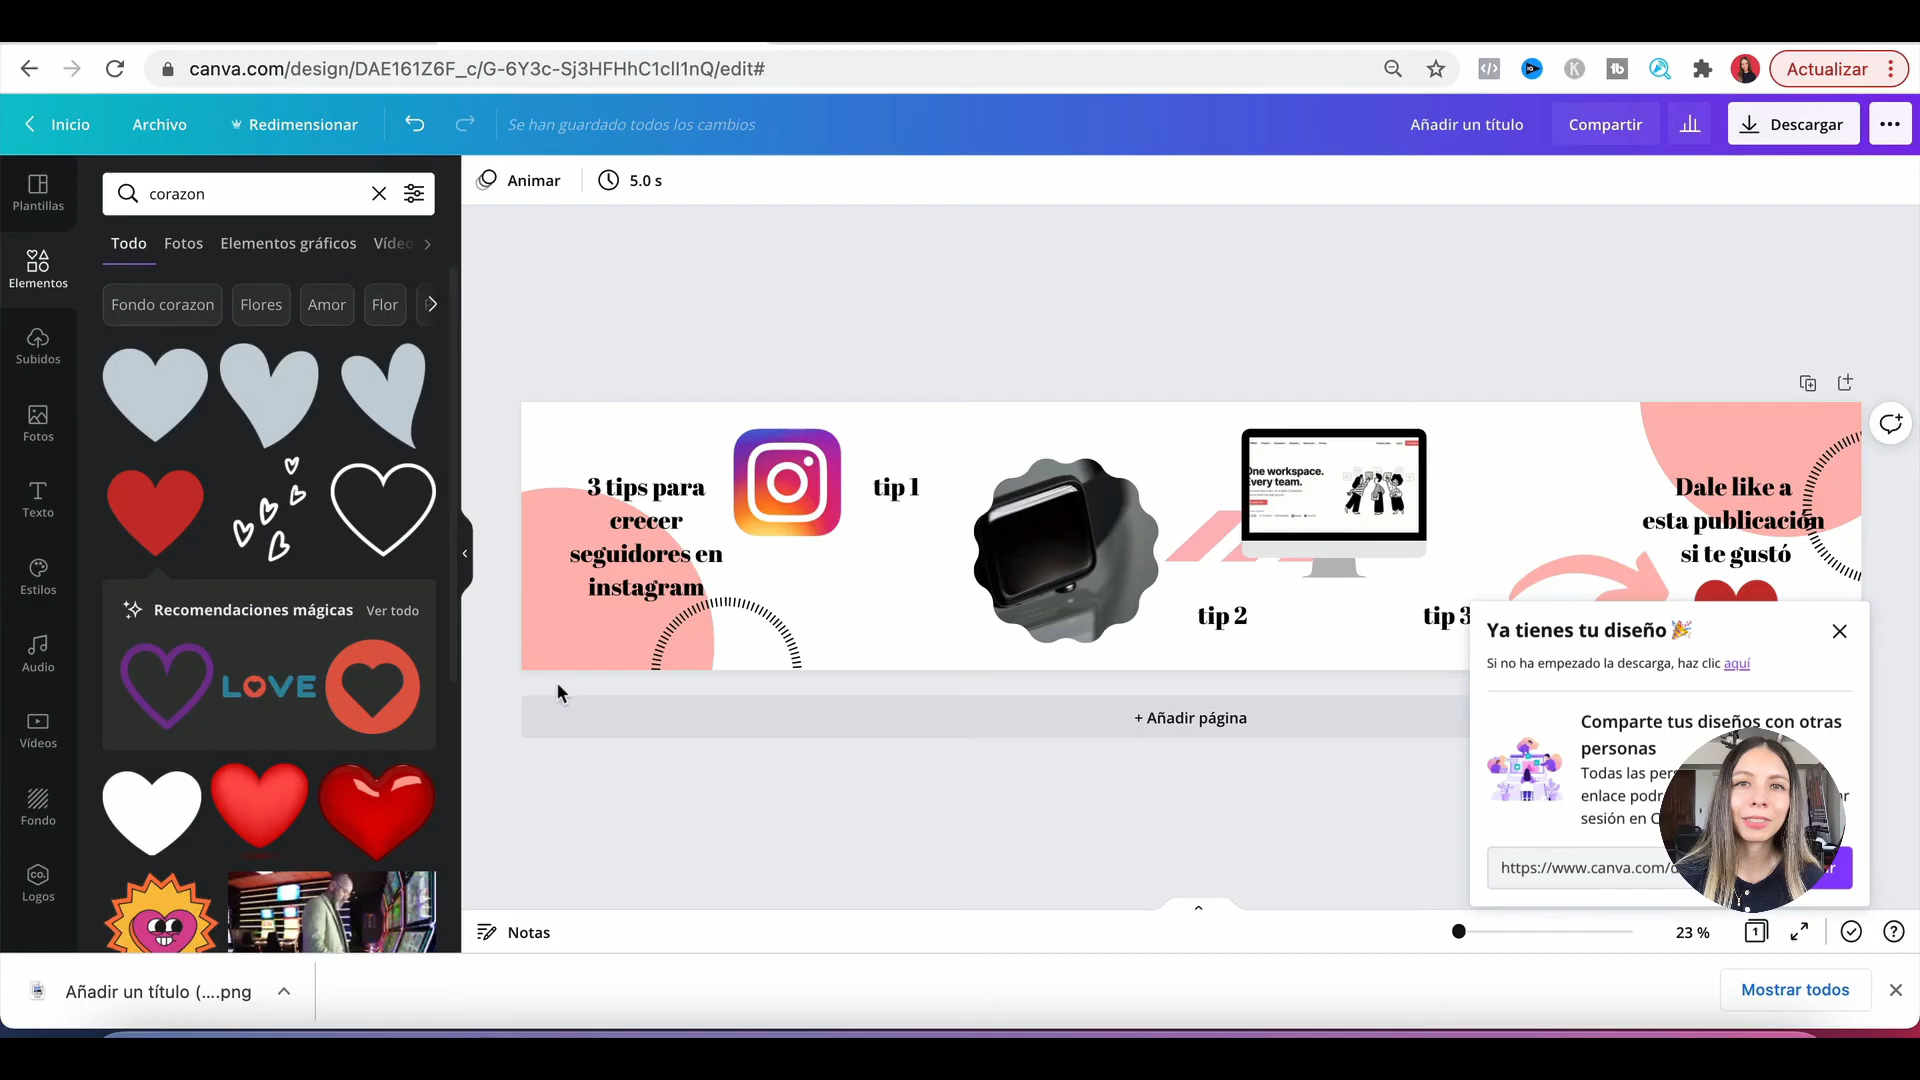 canva.com/design/DAE161Z6F_c/G-6Y3c-Sj3HFHhC1clI1nQ/edit#
Actualizar
Inicio
Archivo
Redimensionar
Se han guardado todos los cambios
Añadir un título
Compartir
Descargar
Plantillas
Elementos
Subidos
Fotos
Texto
Estilos
Audio
Vídeos
Fondo
Logos
corazon
Todo
Fotos
Elementos gráficos
Vídeo
Fondo corazon
Flores
Amor
Flor
Recomendaciones mágicas
Ver todo
LOVE
Animar
5.0 s
3 tips para
crecer
seguidores en
instagram
tip 1
One workspace.
Every team.
tip 2
tip 3
Dale like a
esta publicación
si te gustó
+ Añadir página
Ya tienes tu diseño
Si no ha empezado la descarga, haz clic aquí
Comparte tus diseños con otras
personas
Todas las
enlace
sesión en
https://www.canva.com/d
Notas
23 %
1
Añadir un título (....png
Mostrar todos